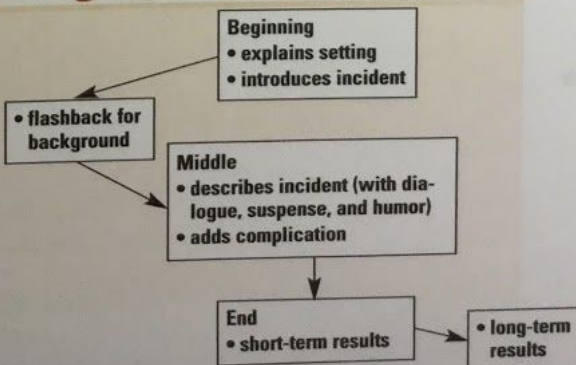 Beginning
• explains setting
• introduces incident
• flashback for
background
Middle
• describes incident (with dia-
logue, suspense, and humor)
• adds complication
End
• short-term results
• long-term
results